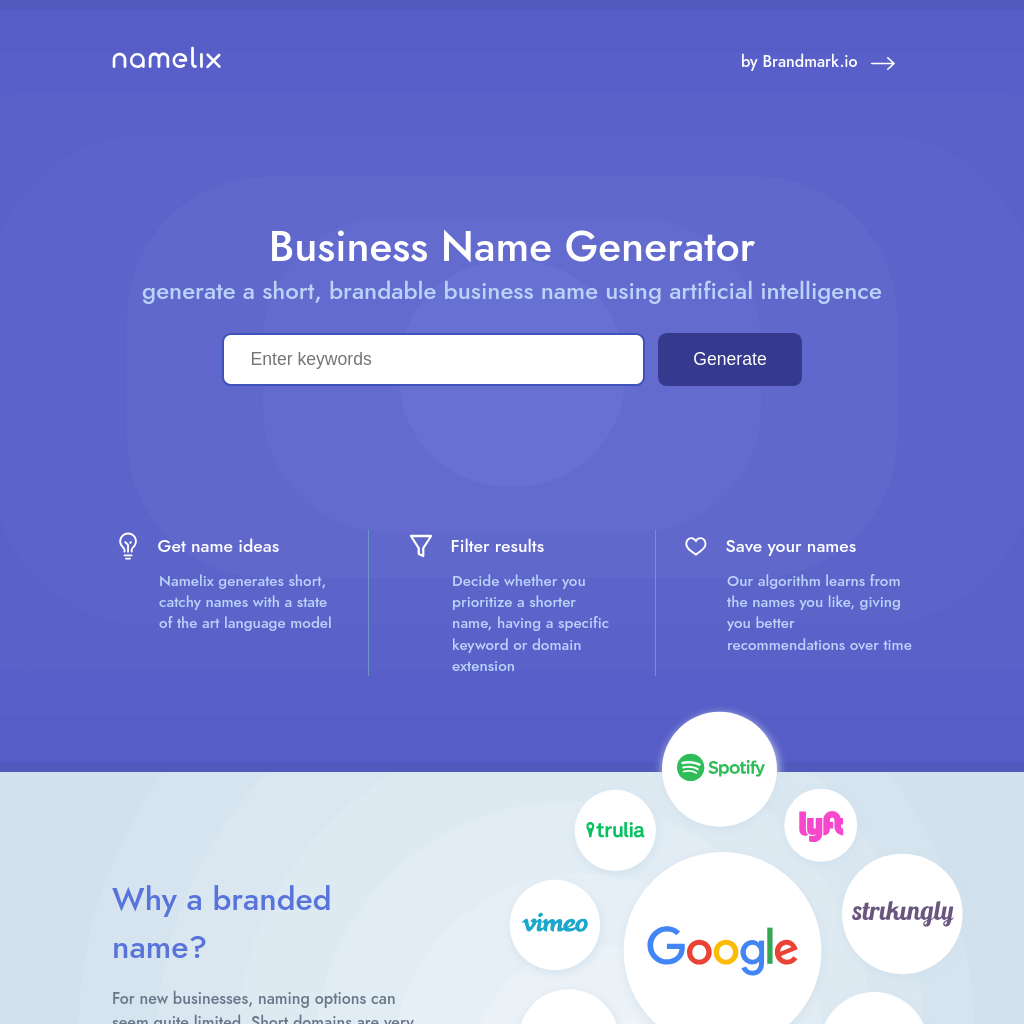 namelix
by Brandmark.io
Business Name Generator
generate a short, brandable business name using artificial intelligence
Enter keywords
Generate
Get name ideas
Namelix generates short,
catchy names with a state
of the art language model
Filter results
Decide whether you
prioritize a shorter
name, having a specific
keyword or domain
extension
Save your names
Our algorithm learns from
the names you like, giving
you better
recommendations over time
Spotify
trulia
lyft
vimeo
strikingly
Google
Why a branded
name?
For new businesses, naming options can
seem quite limited. Short domains are very